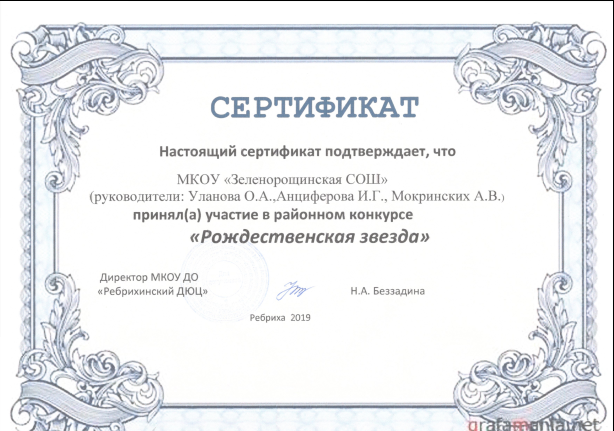 СЕРТИФИКАТ
Настоящий сертификат подтверждает, что
МКОУ «Зеленорощинская СОШ»
(руководители: Уланова О.А.,Анциферова И.Г., Мокринских А.В.)
принял(а) участие в районном конкурсе
«Рождественская звезда»
Директор МКОУ ДО
«Ребрихинский ДЮЦ» Н.А. Беззадина
Ребриха 2019
grafamania.net